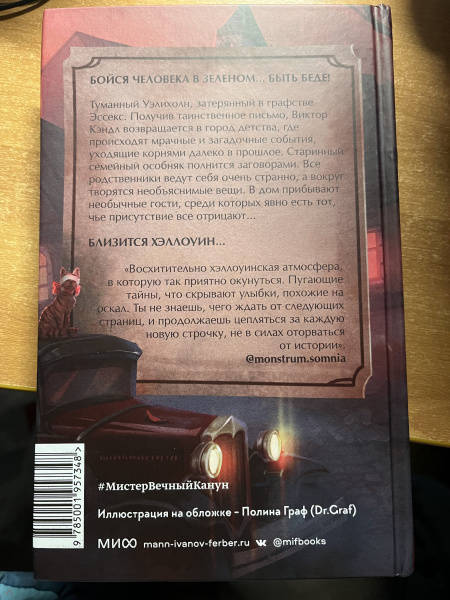 БОЙСЯ ЧЕЛОВЕКА В ЗЕЛЕНОМ... БЫТЬ БЕДЕ!
Туманный Уэлихолн, затерянный в графстве
Эссекс. Получив таинственное письмо, Виктор
Кэндл возвращается в город детства, где
происходят мрачные и загадочные события,
уходящие корнями далеко в прошлое. Старинный
семейный особняк полнится заговорами. Все
родственники ведут себя очень странно, а вокруг
творятся необъяснимые вещи. В дом прибывают
необычные гости, среди которых явно есть тот,
чье присутствие все отрицают...
БЛИЗИТСЯ ХЭЛЛОУИН...
«Восхитительно хэллоуинская атмосфера,
в которую так приятно окунуться. Пугающие
тайны, что скрывают улыбки, похожие на
оскал. Ты не знаешь, чего ждать от следующих
страниц, и продолжаешь цепляться за каждую
новую строчку, не в силах оторваться
от истории».
@monstrum.somnia
#МистерВечныйКанун
Иллюстрация на обложке – Полина Граф (Dr.Graf)
МИФ mann-ivanov-ferber.ru @mifbooks
9 785001 957348 >